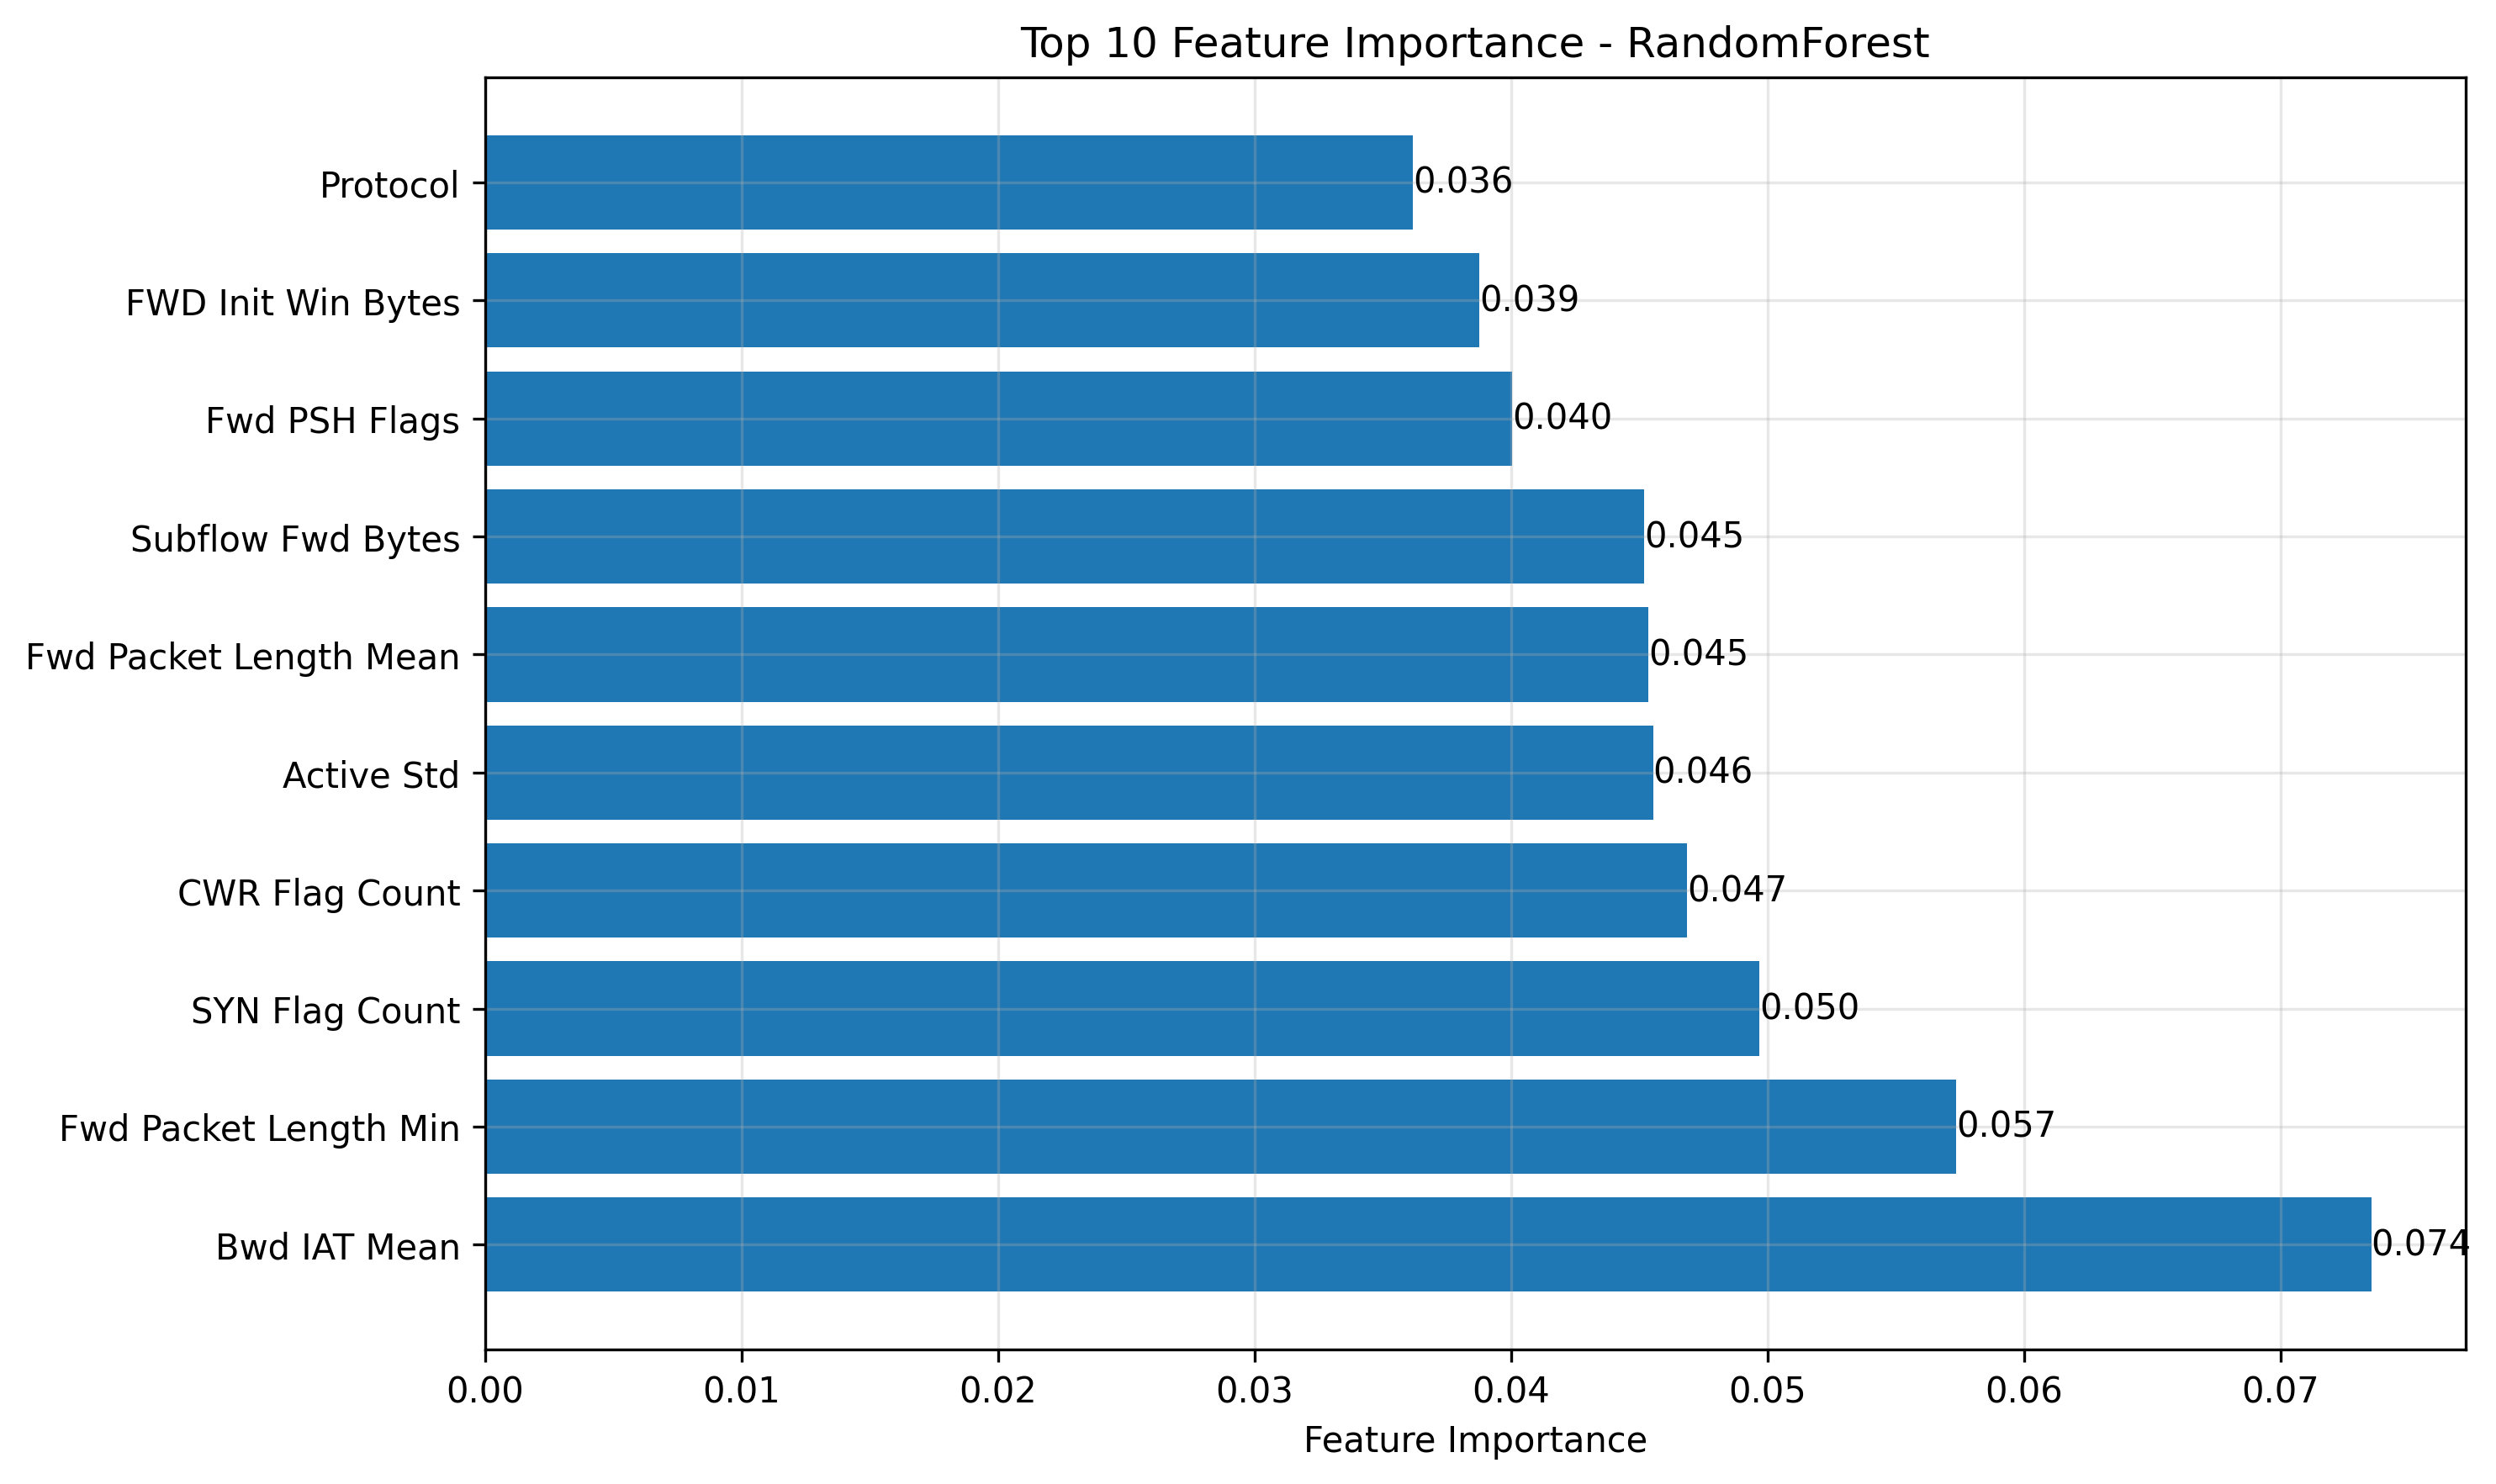 Top 10 Feature Importance - RandomForest
Protocol 0.036
FWD Init Win Bytes 0.039
Fwd PSH Flags 0.040
Subflow Fwd Bytes 0.045
Fwd Packet Length Mean 0.045
Active Std 0.046
CWR Flag Count 0.047
SYN Flag Count 0.050
Fwd Packet Length Min 0.057
Bwd IAT Mean 0.074
0.00 0.01 0.02 0.03 0.04 0.05 0.06 0.07
Feature Importance